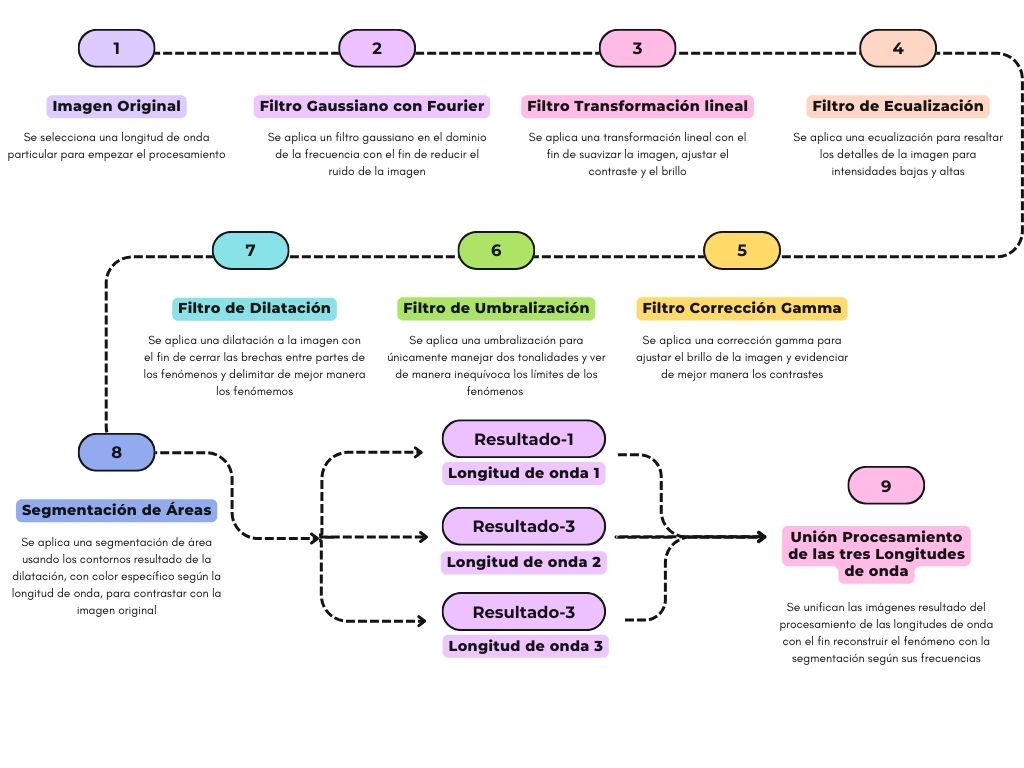 1
Imagen Original
Se selecciona una longitud de onda
particular para empezar el procesamiento
2
Filtro Gaussiano con Fourier
Se aplica un filtro gaussiano en el dominio
de la frecuencia con el fin de reducir el
ruido de la imagen
3
Filtro Transformación lineal
Se aplica una transformación lineal con el
fin de suavizar la imagen, ajustar el
contraste y el brillo
4
Filtro de Ecualización
Se aplica una ecualización para resaltar
los detalles de la imagen para
intensidades bajas y altas
5
Filtro Corrección Gamma
Se aplica una corrección gamma para
ajustar el brillo de la imagen y evidenciar
de mejor manera los contrastes
6
Filtro de Umbralización
Se aplica una umbralización para
únicamente manejar dos tonalidades y ver
de manera inequívoca los límites de los
fenómenos
7
Filtro de Dilatación
Se aplica una dilatación a la imagen con
el fin de cerrar las brechas entre partes de
los fenómenos y delimitar de mejor manera
los fenómemos
8
Segmentación de Áreas
Se aplica una segmentación de área
usando los contornos resultado de la
dilatación, con color específico según la
longitud de onda, para contrastar con la
imagen original
Resultado-1
Longitud de onda 1
Resultado-3
Longitud de onda 2
Resultado-3
Longitud de onda 3
9
Unión Procesamiento
de las tres Longitudes
de onda
Se unifican las imágenes resultado del
procesamiento de las longitudes de onda
con el fin reconstruir el fenómeno con la
segmentación según sus frecuencias